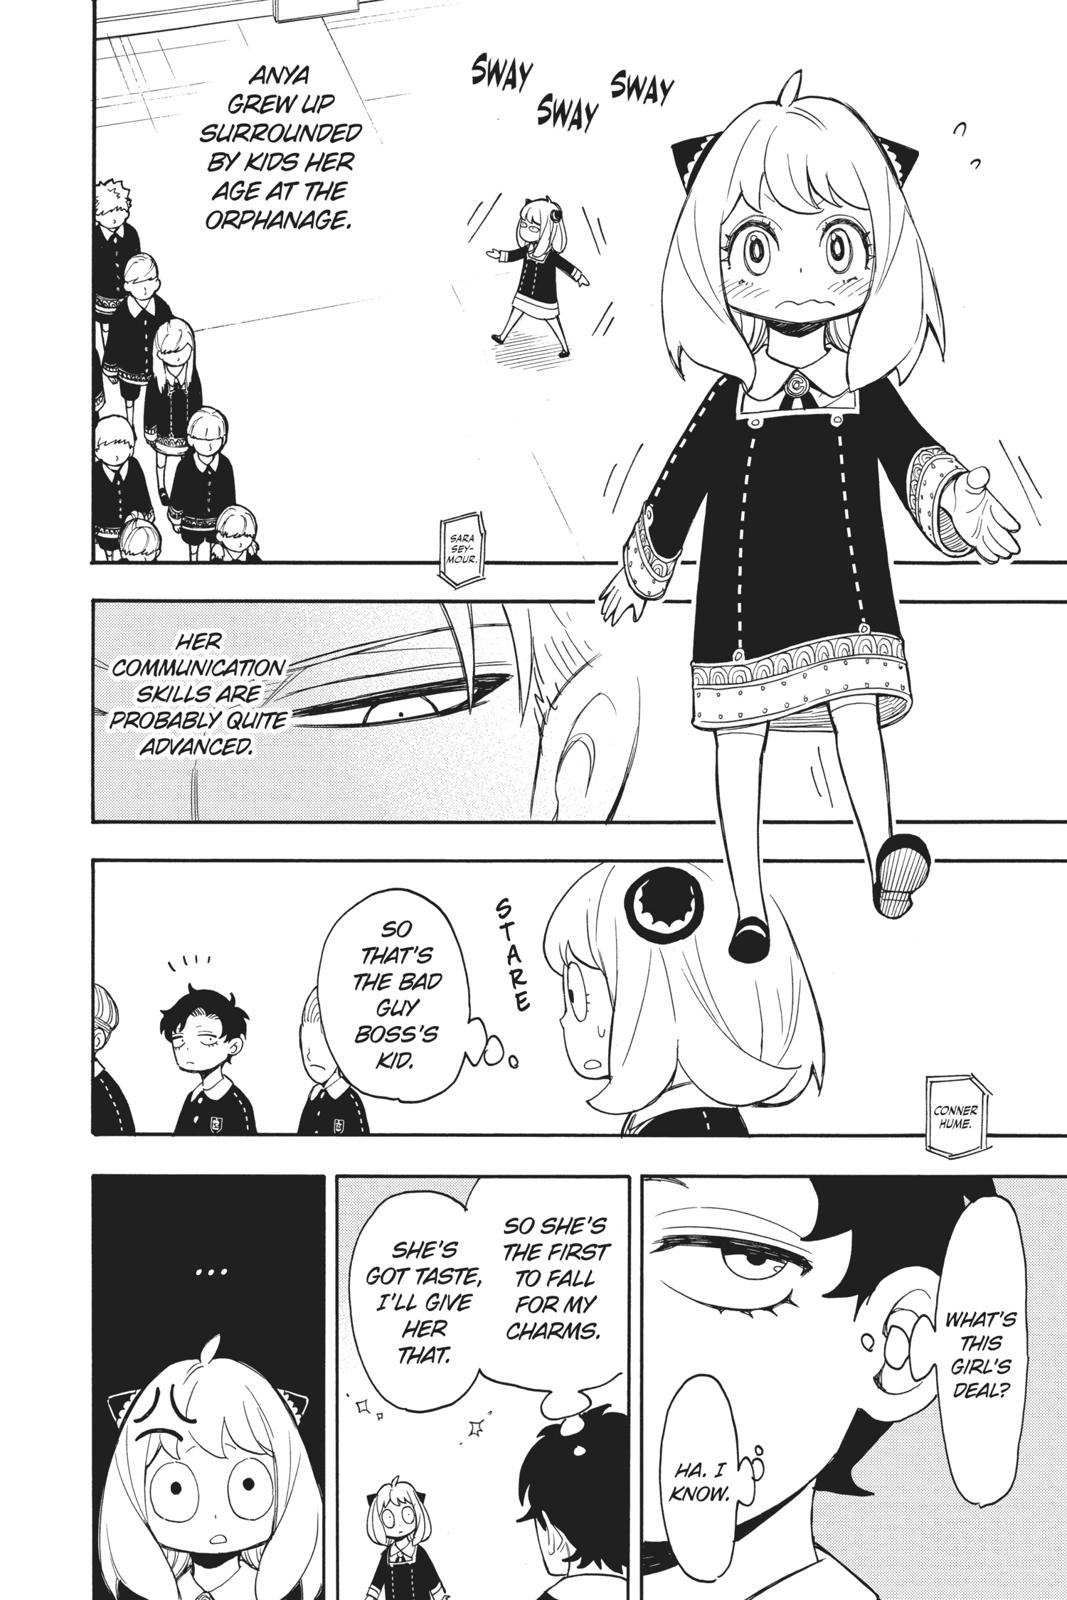 SWAY
SWAY
SWAY
ANYA
GREW UP
SURROUNDED
BY KIDS HER
AGE AT THE
ORPHANAGE.
SARA
SEY-
MOUR.
HER
COMMUNICATION
SKILLS ARE
PROBABLY QUITE
ADVANCED.
STARE
SO
THAT'S
THE BAD
GUY
BOSS'S
KID.
CONNER
HUME.
WHAT'S
THIS
GIRL'S
DEAL?
HA. I
KNOW.
SO SHE'S
THE FIRST
TO FALL
FOR MY
CHARMS.
SHE'S
GOT TASTE,
I'LL GIVE
HER
THAT.
...